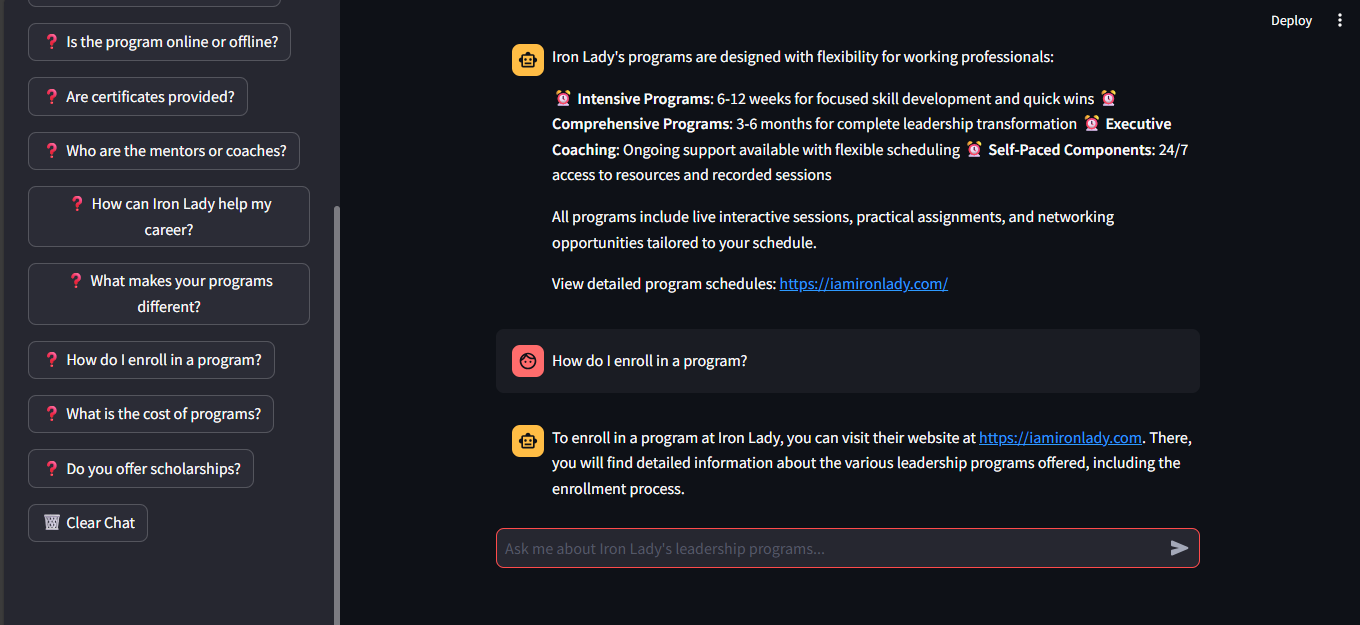 Deploy
❓ Is the program online or offline?
❓ Are certificates provided?
❓ Who are the mentors or coaches?
❓ How can Iron Lady help my
career?
❓ What makes your programs
different?
❓ How do I enroll in a program?
❓ What is the cost of programs?
❓ Do you offer scholarships?
🗑️ Clear Chat
Iron Lady's programs are designed with flexibility for working professionals:
⏰ Intensive Programs: 6-12 weeks for focused skill development and quick wins ⏰
Comprehensive Programs: 3-6 months for complete leadership transformation ⏰ Executive
Coaching: Ongoing support available with flexible scheduling ⏰ Self-Paced Components: 24/7
access to resources and recorded sessions
All programs include live interactive sessions, practical assignments, and networking
opportunities tailored to your schedule.
View detailed program schedules: https://iamironlady.com/
How do I enroll in a program?
To enroll in a program at Iron Lady, you can visit their website at https://iamironlady.com. There,
you will find detailed information about the various leadership programs offered, including the
enrollment process.
Ask me about Iron Lady's leadership programs...